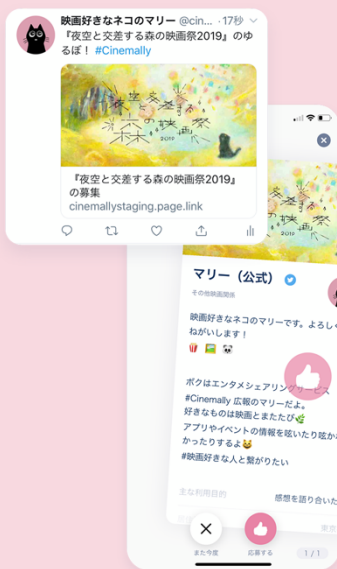 映画好きなネコのマリー @cin... ・17秒
『夜空と交差する森の映画祭2019』のゆ
るぼ！ #Cinemally
夜空と交差する
森の映画祭
2019
『夜空と交差する森の映画祭2019』
の募集
cinemallystaging.page.link
2019
マリー（公式）
その他映画関係
映画好きなネコのマリーです。よろしく
ねがいします！
🍿 🖼️ 🐼
ボクはエンタメシェアリングサービス
#Cinemally 広報のマリーだよ。
好きなものは映画とまたたび🌿
アプリやイベントの情報を呟いたり呟か
かったりするよ😺
#映画好きな人と繋がりたい
主な利用目的
感想を語り合いた
東京
また今度
応募する
1 / 1